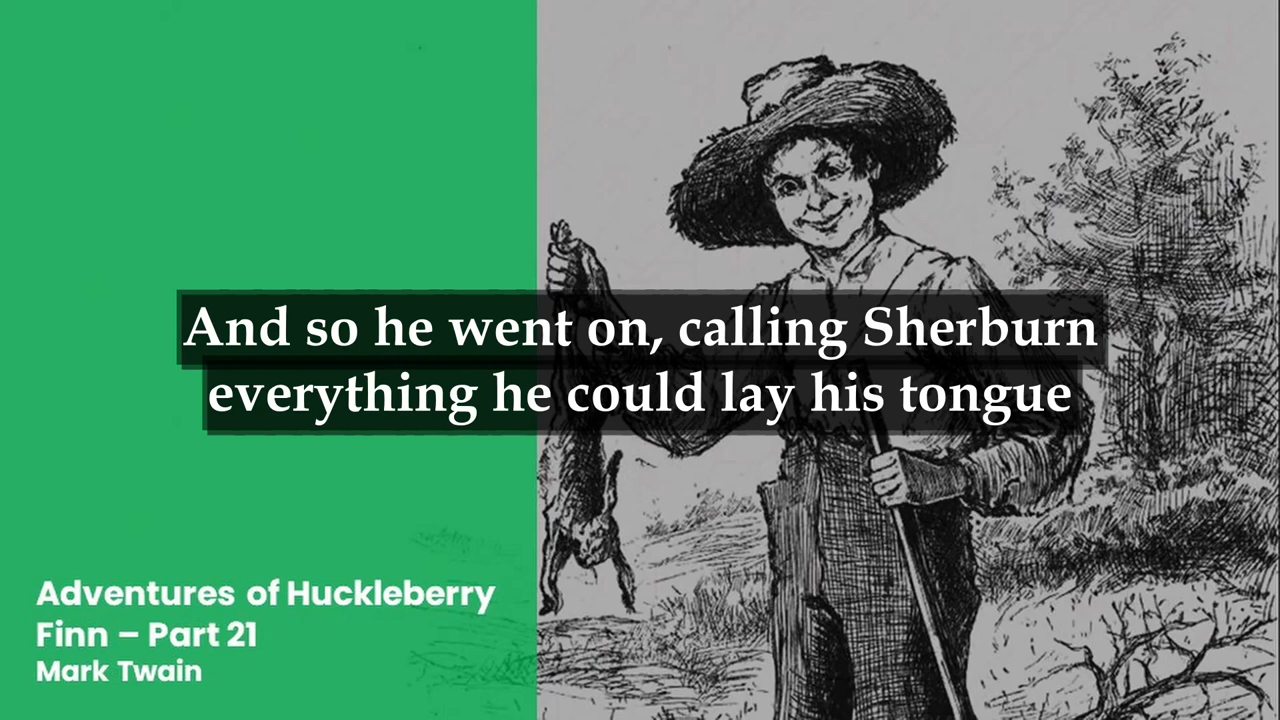 And so he went on, calling Sherburn
everything he could lay his tongue
Adventures of Huckleberry
Finn – Part 21
Mark Twain